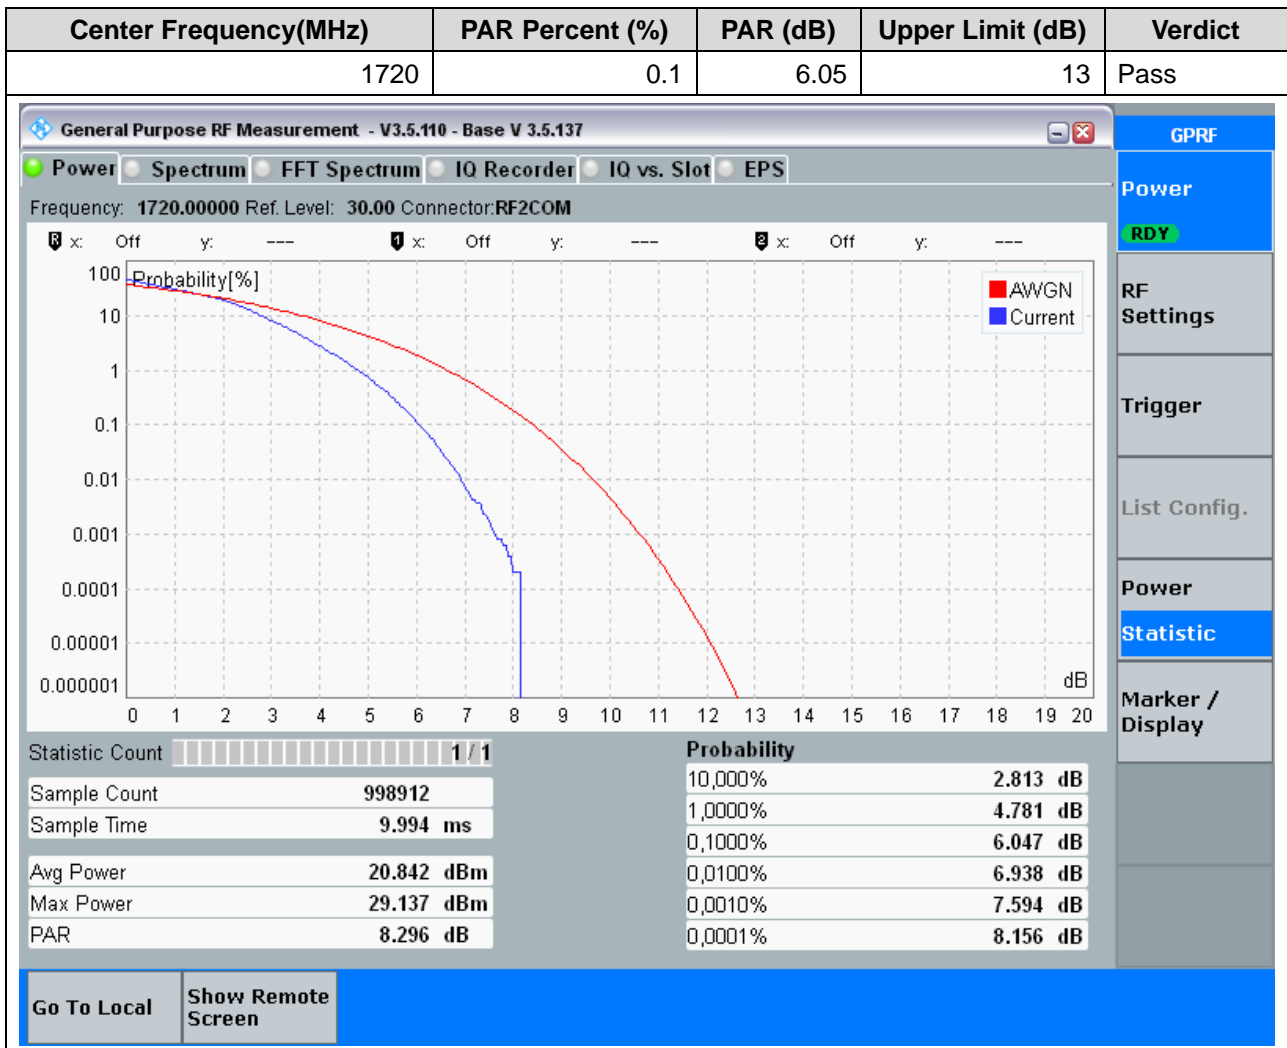 Center Frequency(MHz) PAR Percent (%) PAR (dB) Upper Limit (dB) Verdict
1720 0.1 6.05 13 Pass
General Purpose RF Measurement - V3.5.110 - Base V 3.5.137
GPRF
Power Spectrum FFT Spectrum IQ Recorder IQ vs. Slot EPS
Frequency: 1720.00000 Ref. Level: 30.00 Connector:RF2COM
R x: Off y: --- 1 x: Off y: --- 2 x: Off y: ---
Probability[%]
AWGN
Current
100
10
1
0.1
0.01
0.001
0.0001
0.00001
0.000001
dB
0 1 2 3 4 5 6 7 8 9 10 11 12 13 14 15 16 17 18 19 20
Statistic Count 1 / 1
Sample Count 998912
Sample Time 9.994 ms
Avg Power 20.842 dBm
Max Power 29.137 dBm
PAR 8.296 dB
Probability
10,000% 2.813 dB
1,0000% 4.781 dB
0,1000% 6.047 dB
0,0100% 6.938 dB
0,0010% 7.594 dB
0,0001% 8.156 dB
Power
RDY
RF
Settings
Trigger
List Config.
Power
Statistic
Marker /
Display
Go To Local
Show Remote
Screen